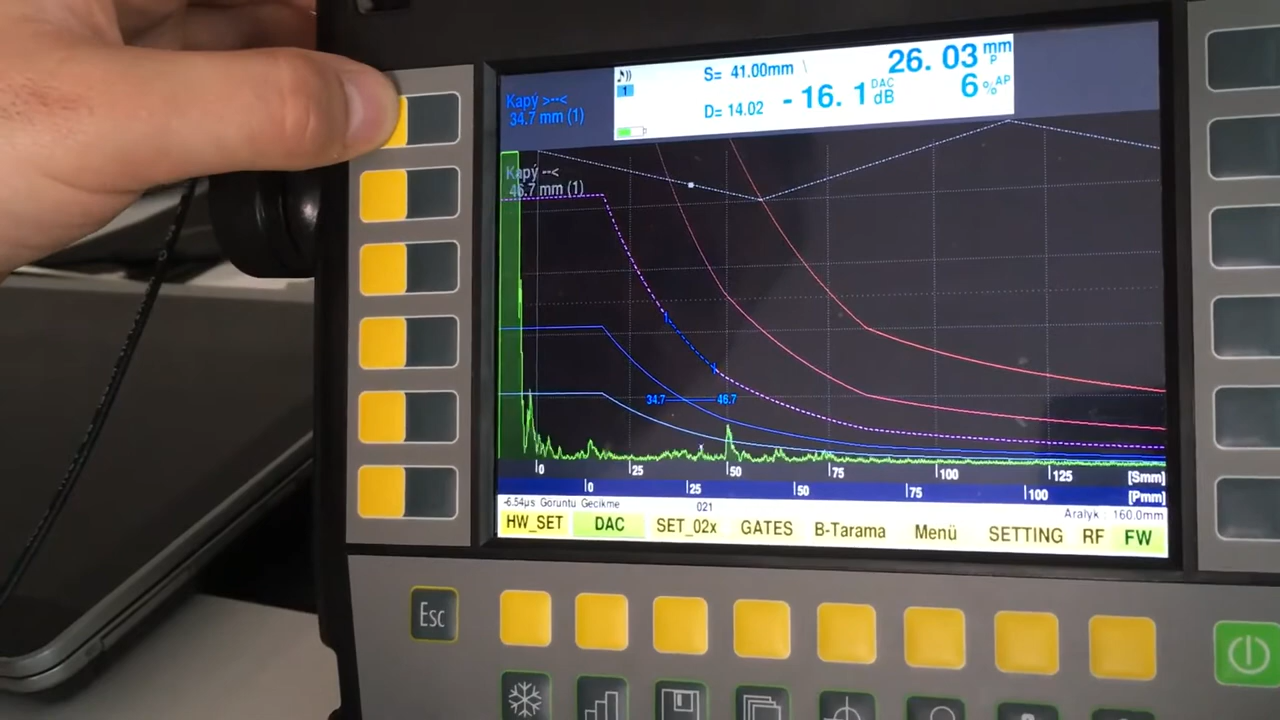 S= 41.00mm \
26. 03 mm P
1
D= 14.02
- 16. 1 DAC dB
6 %AP
Kapý >--<
34.7 mm (1)
Kapý --<
46.7 mm (1)
34.7 46.7
0 25 50 75 100 125 [Smm]
0 25 50 75 100 [Pmm]
-6.54µs Goruntu Gecikme 021 Aralyk : 160.0mm
HW_SET DAC SET_02x GATES B-Tarama Menü SETTING RF FW
Esc